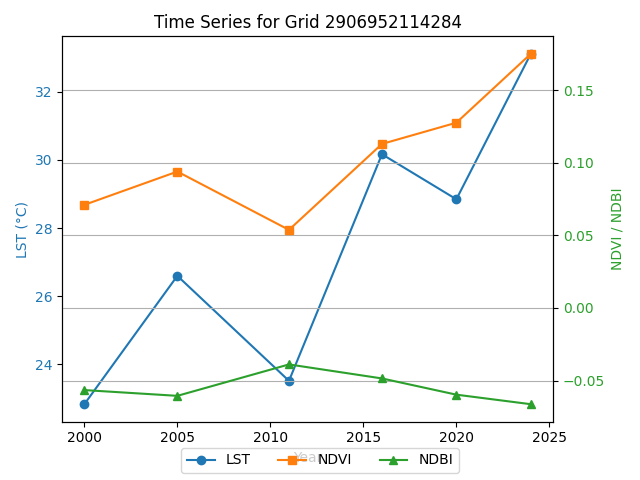 Time Series for Grid 2906952114284
LST (°C)
32
30
28
26
24
0.15
0.10
0.05
0.00
−0.05
NDVI / NDBI
2000 2005 2010 2015 2020 2025
Year
LST NDVI NDBI